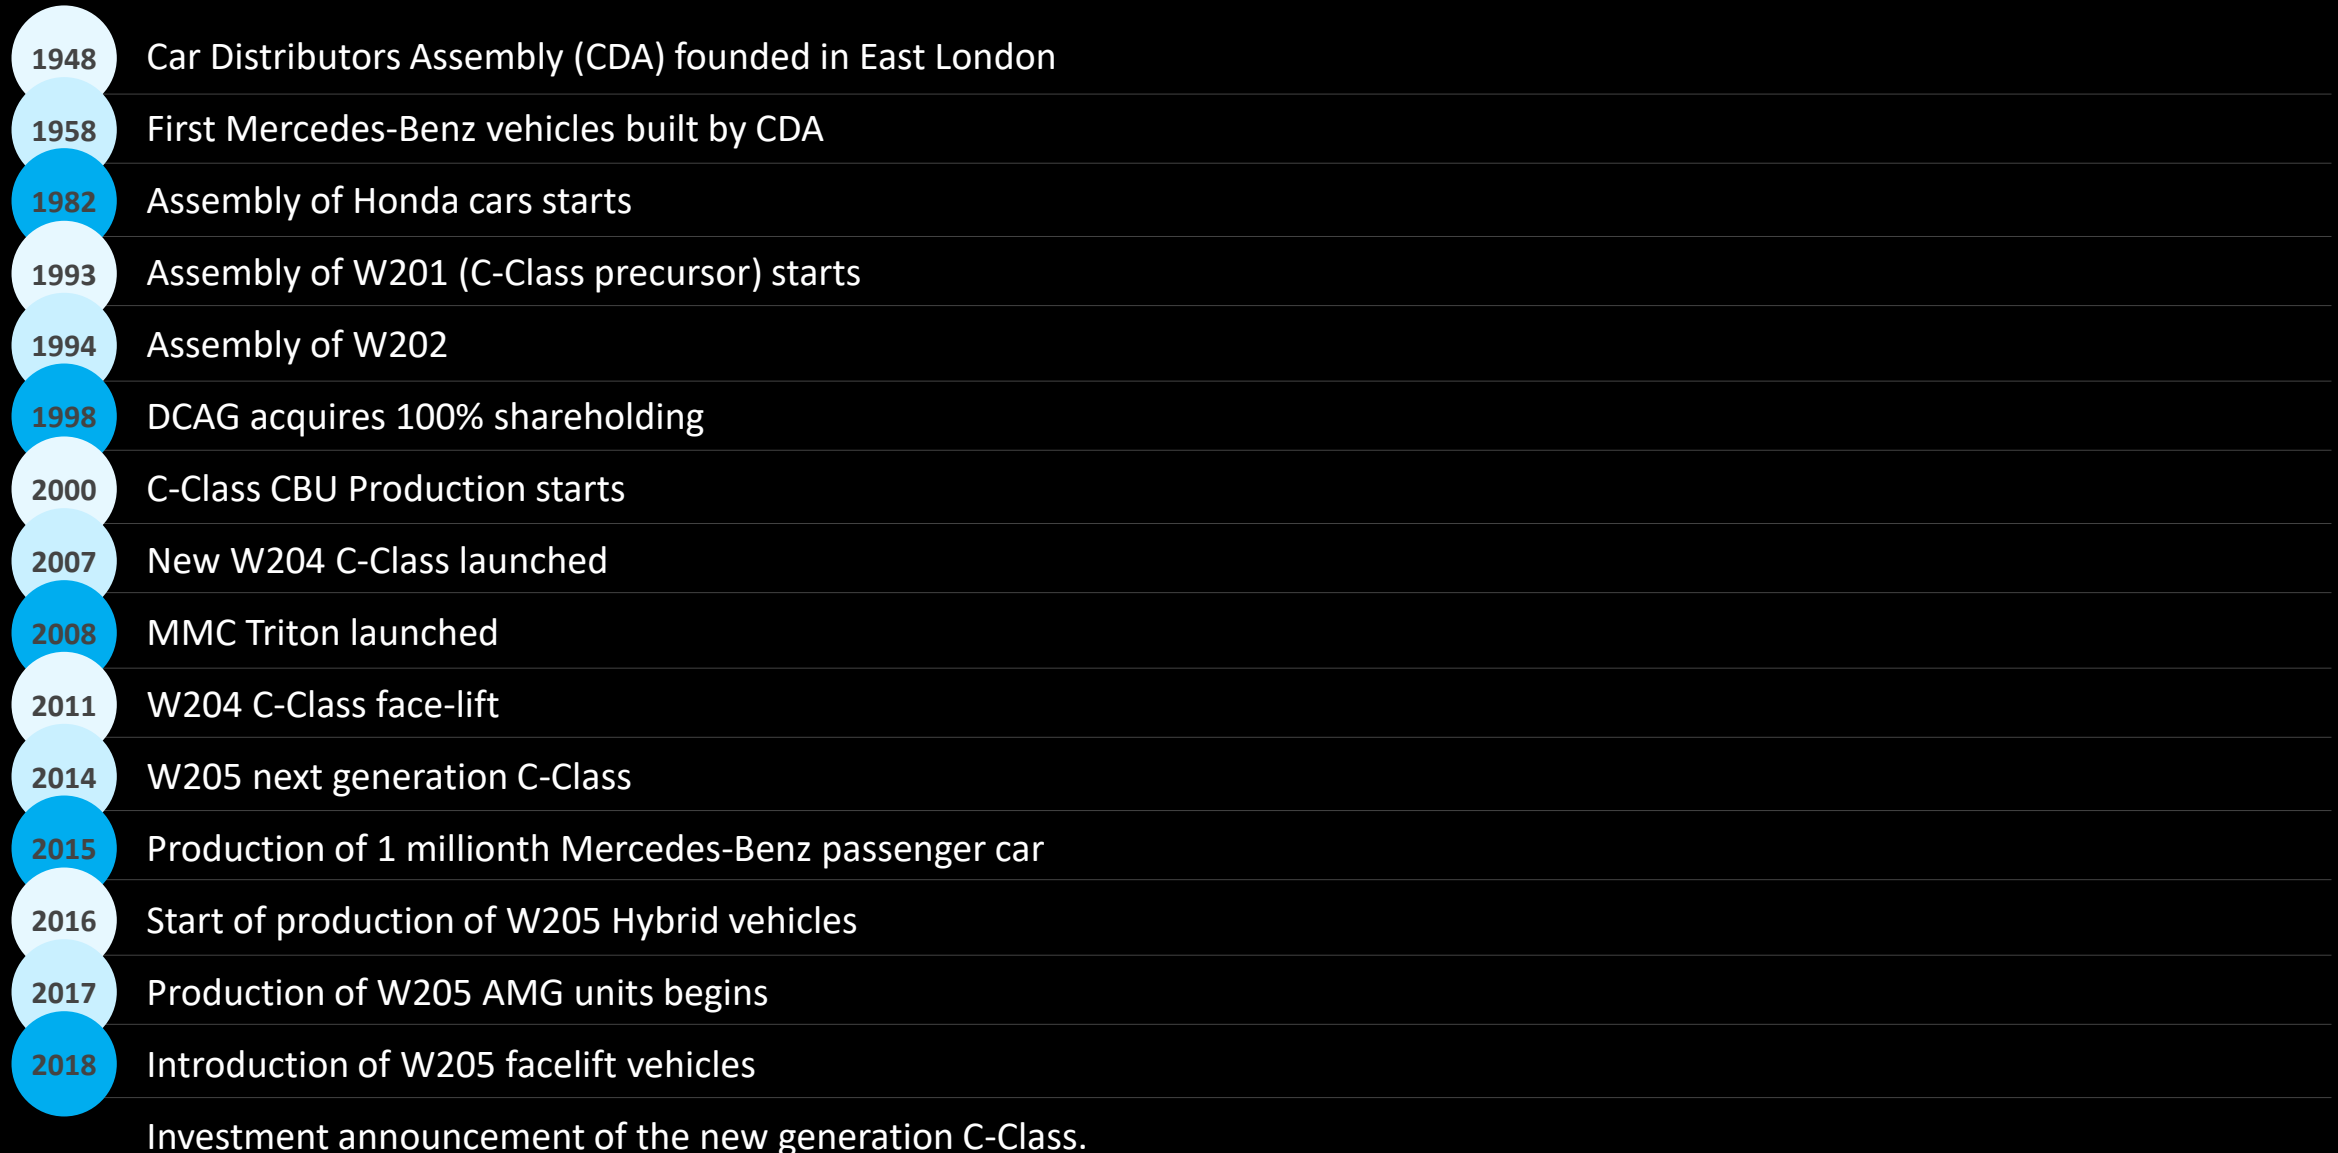 1948 Car Distributors Assembly (CDA) founded in East London
1958 First Mercedes-Benz vehicles built by CDA
1982 Assembly of Honda cars starts
1993 Assembly of W201 (C-Class precursor) starts
1994 Assembly of W202
1998 DCAG acquires 100% shareholding
2000 C-Class CBU Production starts
2007 New W204 C-Class launched
2008 MMC Triton launched
2011 W204 C-Class face-lift
2014 W205 next generation C-Class
2015 Production of 1 millionth Mercedes-Benz passenger car
2016 Start of production of W205 Hybrid vehicles
2017 Production of W205 AMG units begins
2018 Introduction of W205 facelift vehicles
Investment announcement of the new generation C-Class.